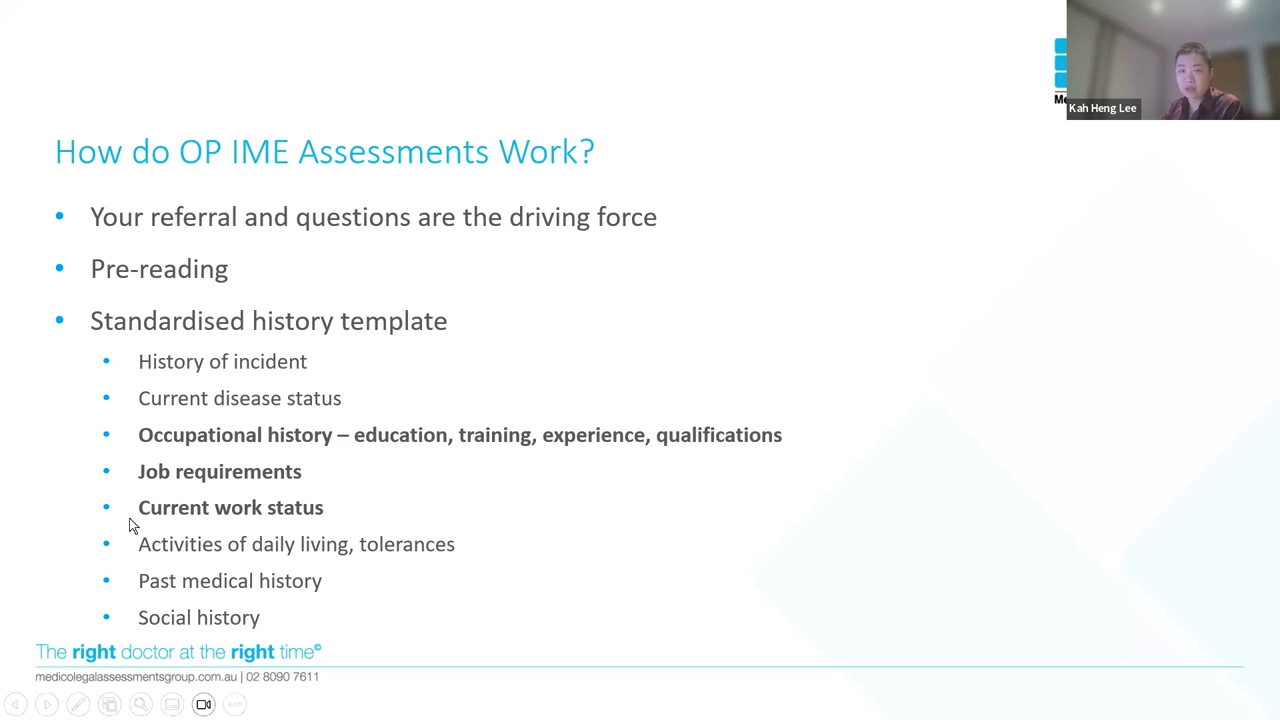 Kah Heng Lee
How do OP IME Assessments Work?
• Your referral and questions are the driving force
• Pre-reading
• Standardised history template
• History of incident
• Current disease status
• Occupational history – education, training, experience, qualifications
• Job requirements
• Current work status
• Activities of daily living, tolerances
• Past medical history
• Social history
The right doctor at the right time©
medicolegalassessmentsgroup.com.au | 02 8090 7611